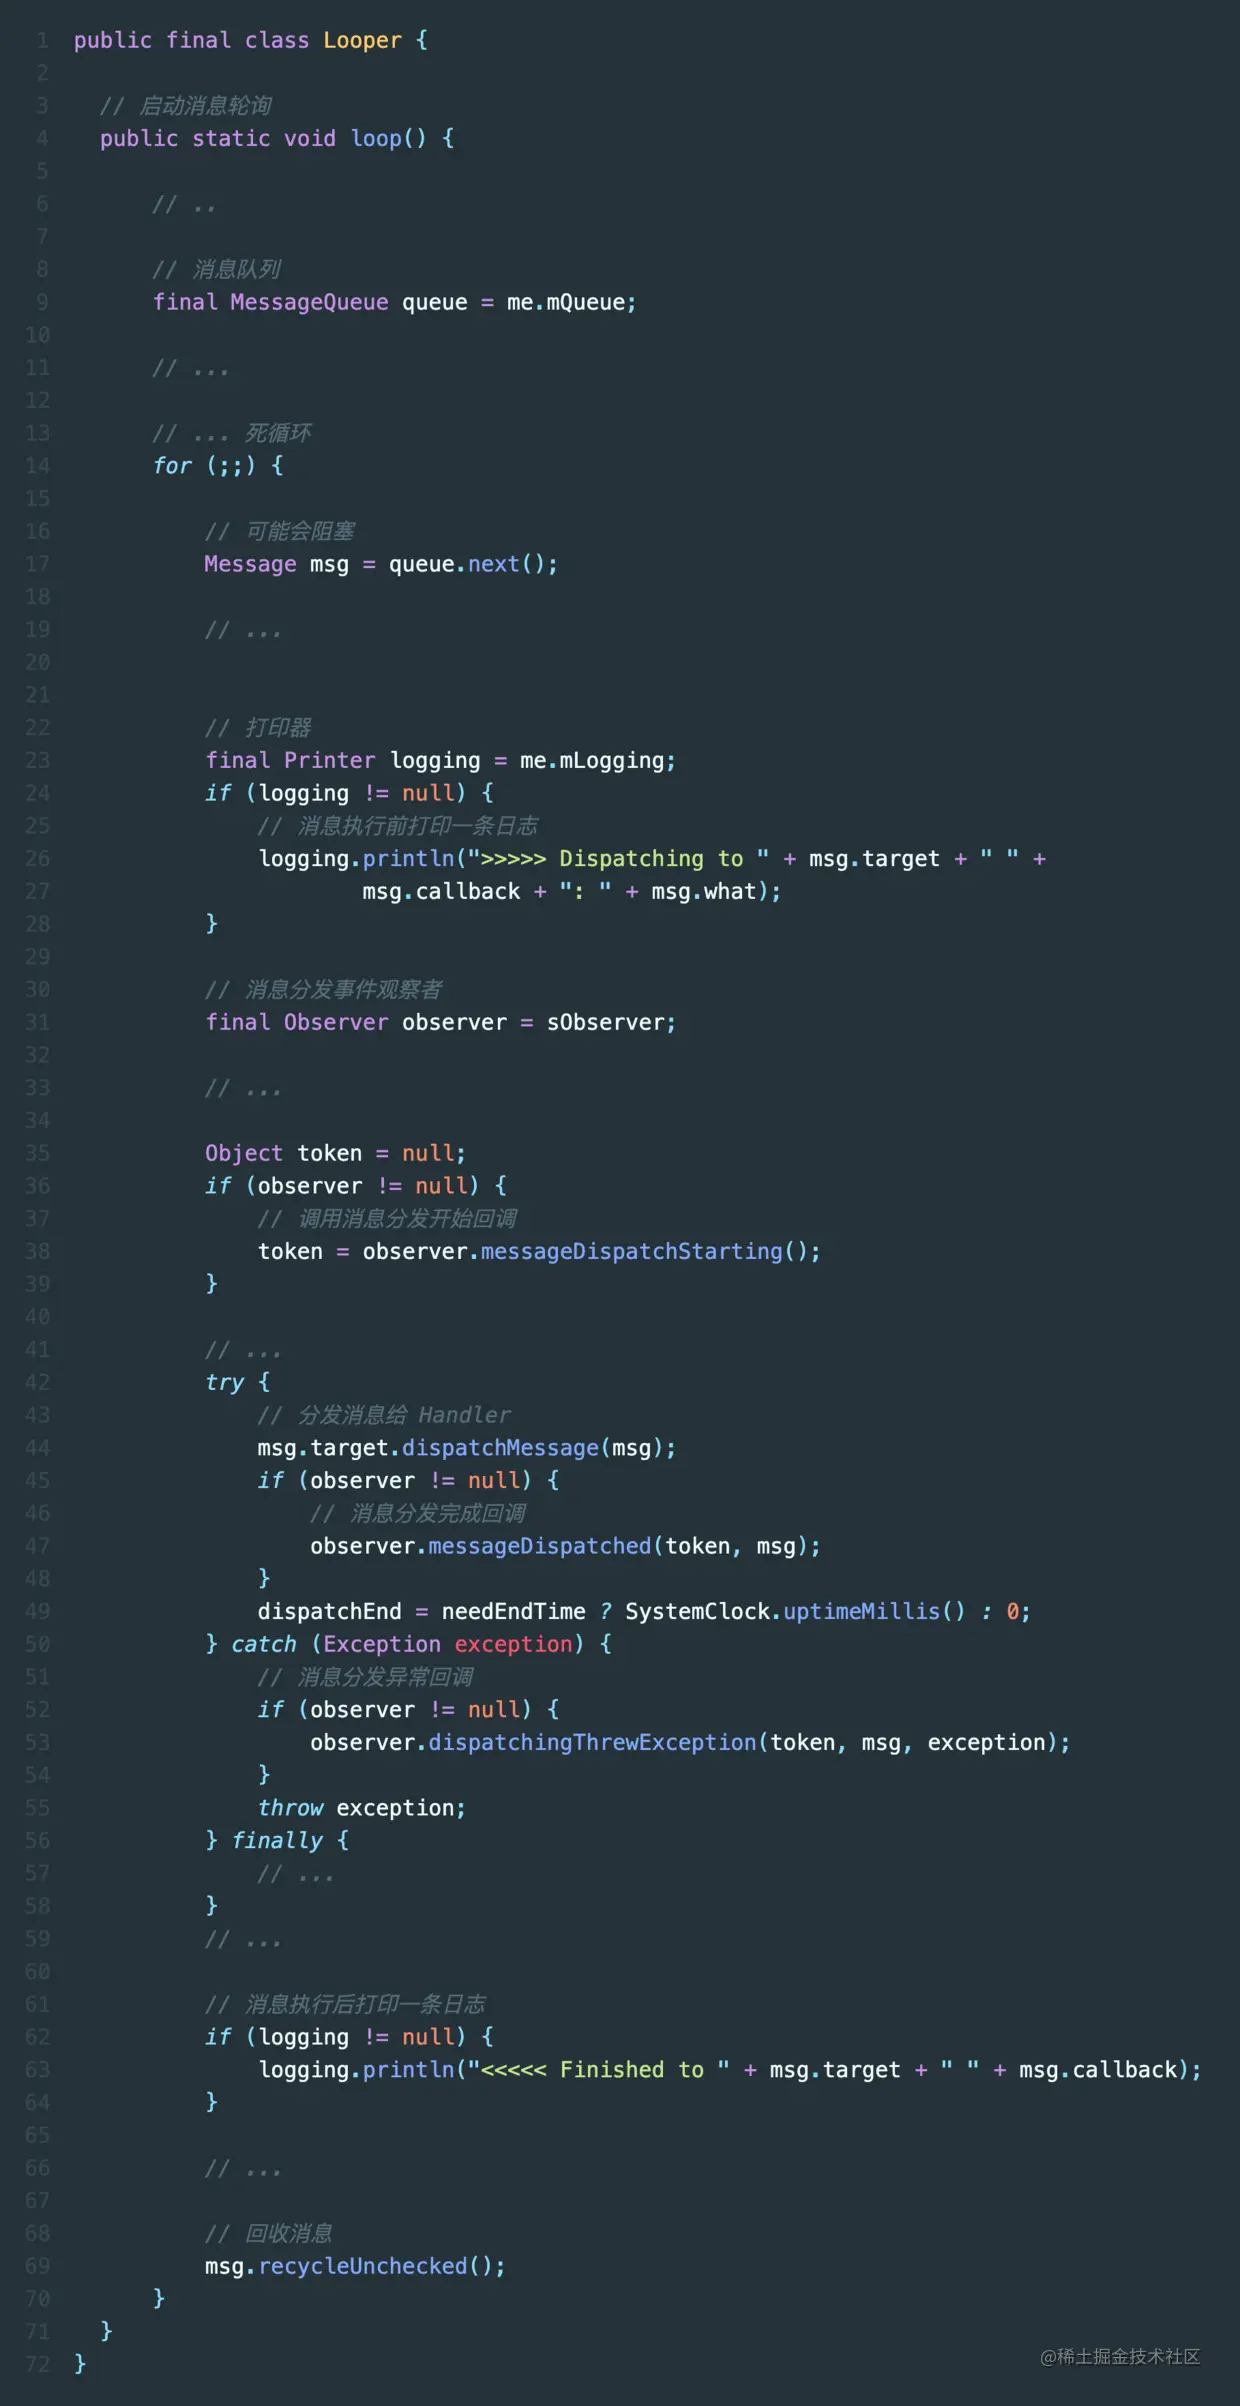 1 public final class Looper {
2
3 // 启动消息轮询
4 public static void loop() {
5
6 // ..
7
8 // 消息队列
9 final MessageQueue queue = me.mQueue;
10
11 // ...
12
13 // ... 死循环
14 for (;;) {
15
16 // 可能会阻塞
17 Message msg = queue.next();
18
19 // ...
20
21
22 // 打印器
23 final Printer logging = me.mLogging;
24 if (logging != null) {
25 // 消息执行前打印一条日志
26 logging.println(">>>>> Dispatching to " + msg.target + " " +
27 msg.callback + ": " + msg.what);
28 }
29
30 // 消息分发事件观察者
31 final Observer observer = sObserver;
32
33 // ...
34
35 Object token = null;
36 if (observer != null) {
37 // 调用消息分发开始回调
38 token = observer.messageDispatchStarting();
39 }
40
41 // ...
42 try {
43 // 分发消息给 Handler
44 msg.target.dispatchMessage(msg);
45 if (observer != null) {
46 // 消息分发完成回调
47 observer.messageDispatched(token, msg);
48 }
49 dispatchEnd = needEndTime ? SystemClock.uptimeMillis() : 0;
50 } catch (Exception exception) {
51 // 消息分发异常回调
52 if (observer != null) {
53 observer.dispatchingThrewException(token, msg, exception);
54 }
55 throw exception;
56 } finally {
57 // ...
58 }
59 // ...
60
61 // 消息执行后打印一条日志
62 if (logging != null) {
63 logging.println("<<<<< Finished to " + msg.target + " " + msg.callback);
64 }
65
66 // ...
67
68 // 回收消息
69 msg.recycleUnchecked();
70 }
71 }
72 }
@稀土掘金技术社区